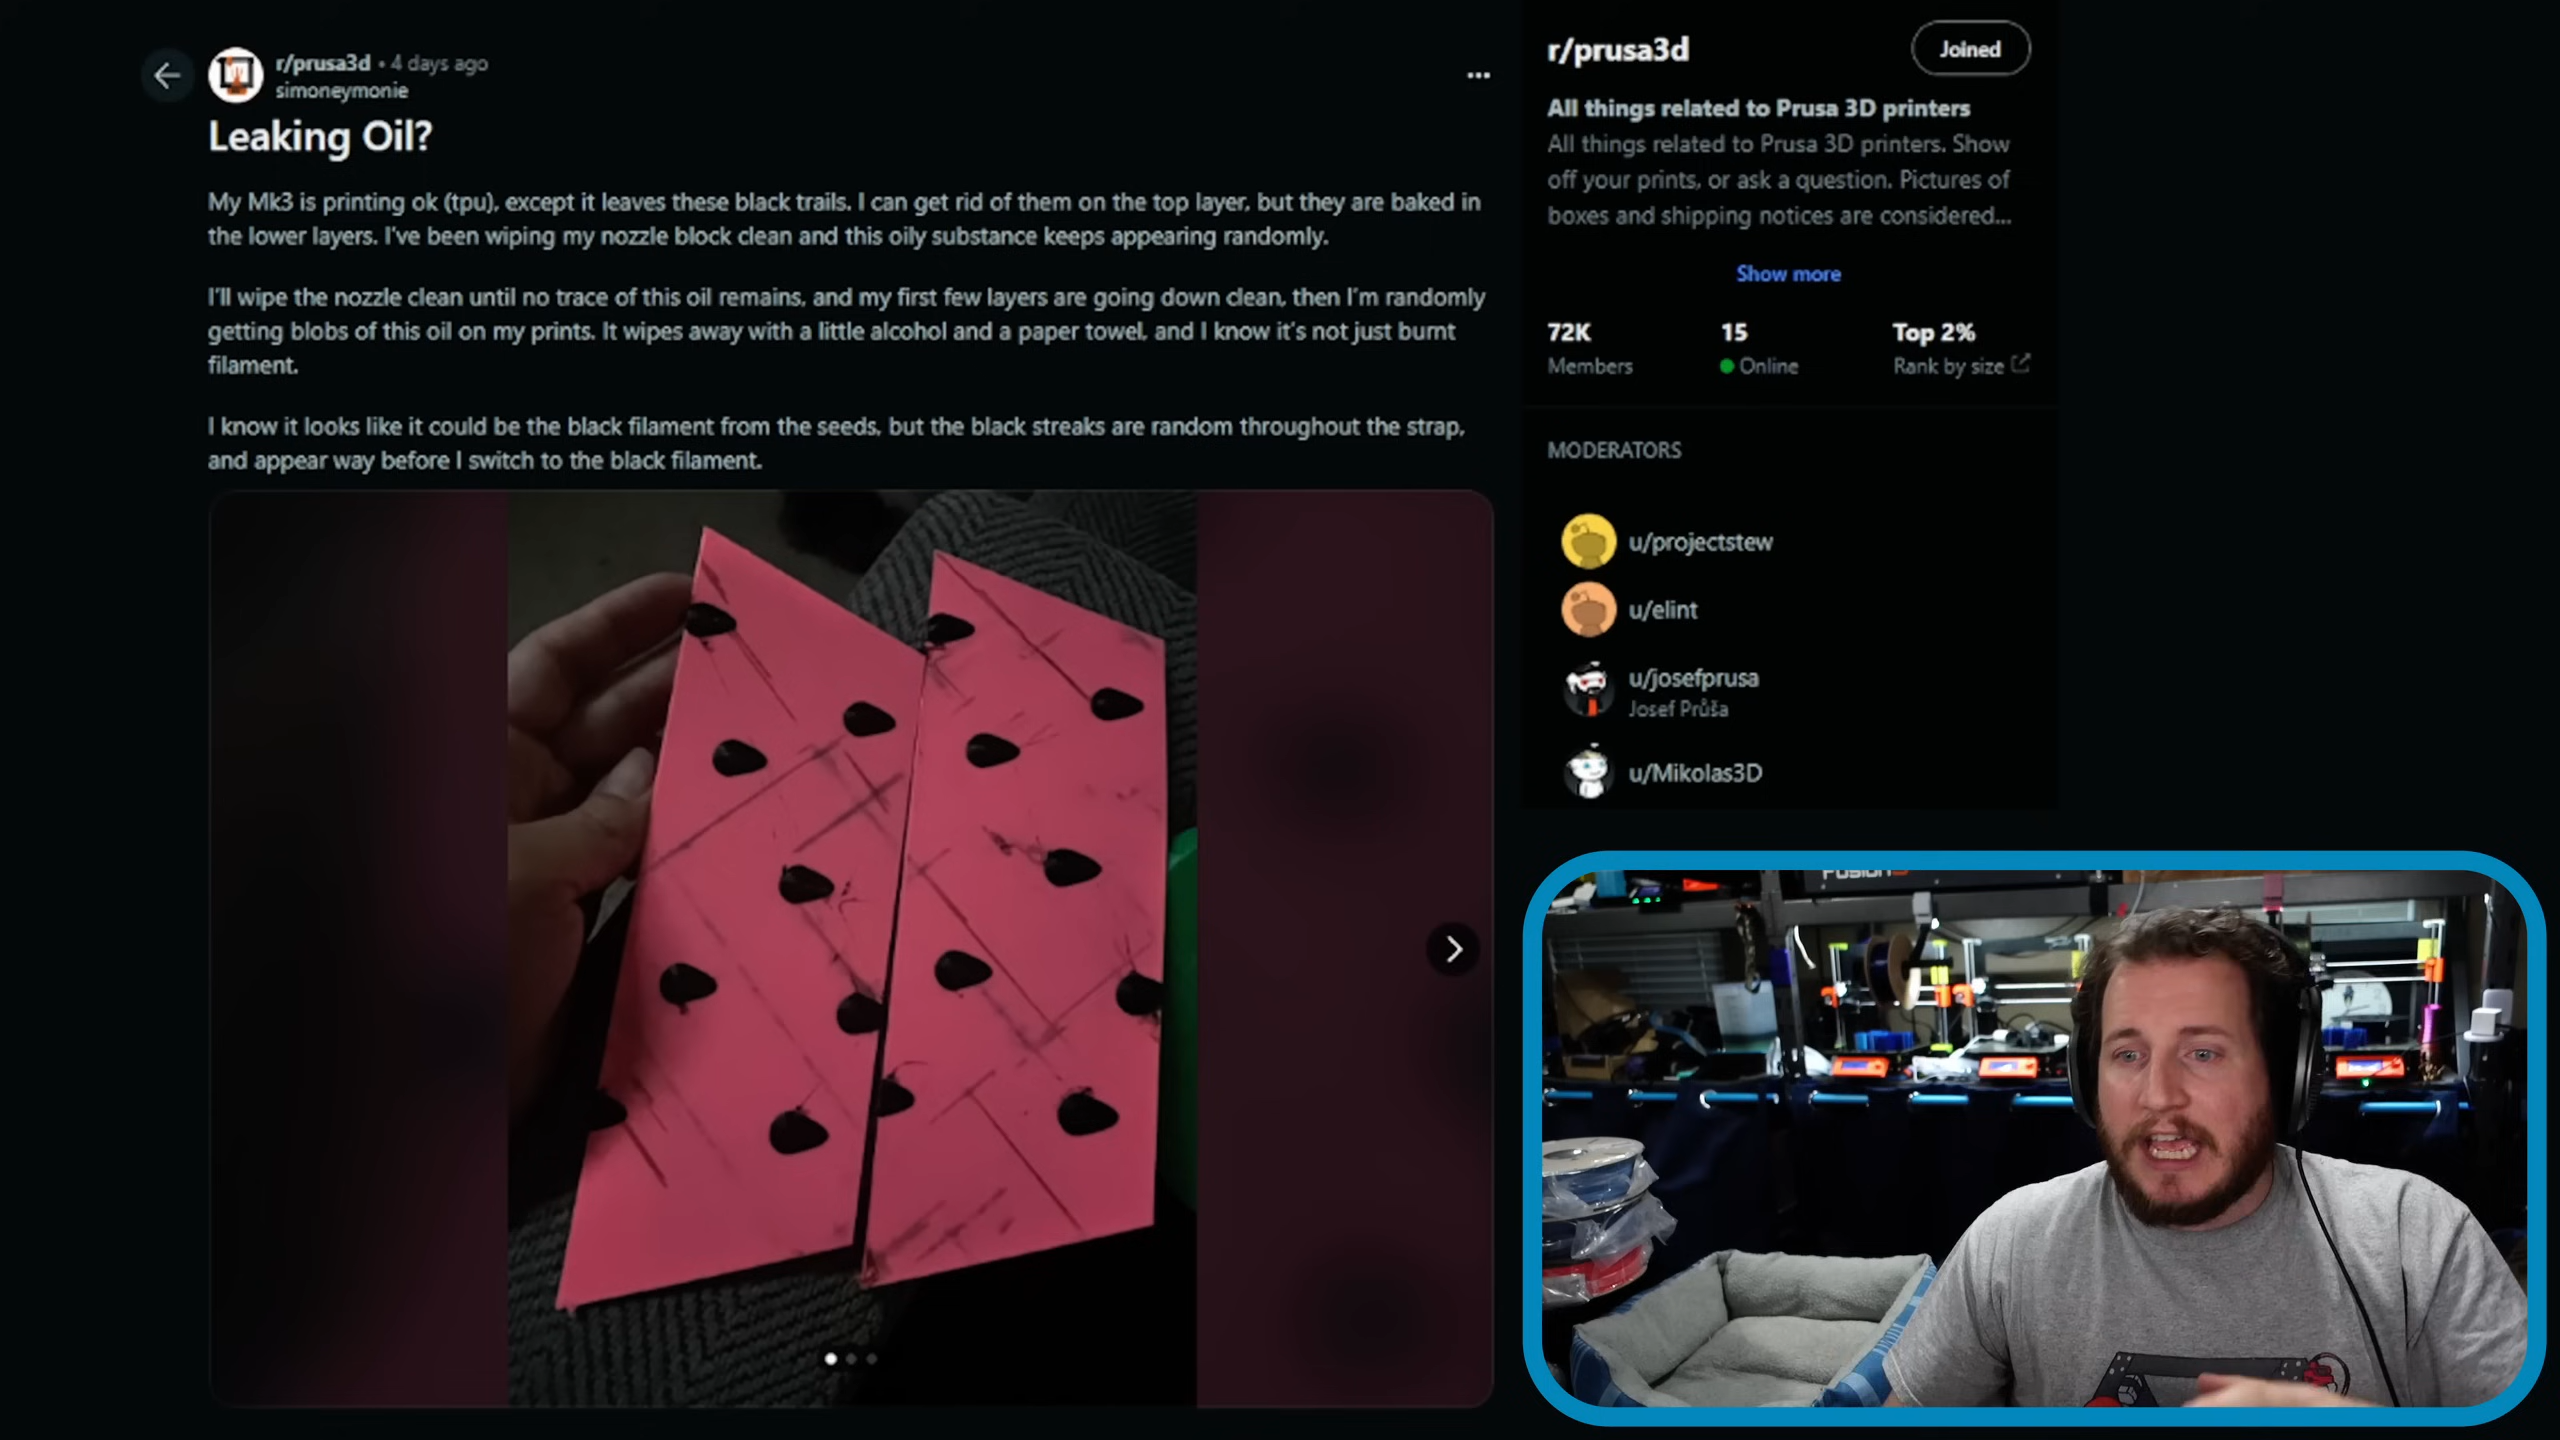 r/prusa3d • 4 days ago
simoneymonie
Leaking Oil?
My Mk3 is printing ok (tpu), except it leaves these black trails. I can get rid of them on the top layer, but they are baked in
the lower layers. I've been wiping my nozzle block clean and this oily substance keeps appearing randomly.
I'll wipe the nozzle clean until no trace of this oil remains, and my first few layers are going down clean, then I'm randomly
getting blobs of this oil on my prints. It wipes away with a little alcohol and a paper towel, and I know it's not just burnt
filament.
I know it looks like it could be the black filament from the seeds, but the black streaks are random throughout the strap,
and appear way before I switch to the black filament.
r/prusa3d
Joined
All things related to Prusa 3D printers
All things related to Prusa 3D printers. Show
off your prints, or ask a question. Pictures of
boxes and shipping notices are considered...
Show more
72K 15 Top 2%
Members Online Rank by size
MODERATORS
u/projectstew
u/elint
u/josefprusa
Josef Průša
u/Mikolas3D